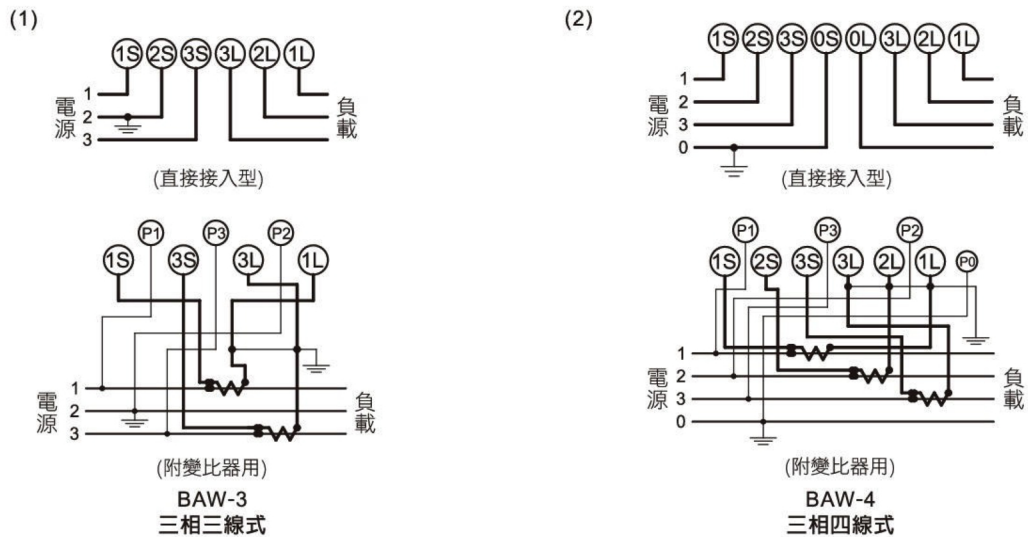 (1)
1S 2S 3S 3L 2L 1L
電源
1
2
3
負載
(直接接入型)
P1 P3 P2
1S 3S 3L 1L
電源
1
2
3
負載
(附變比器用)
BAW-3
三相三線式
(2)
1S 2S 3S 0S 0L 3L 2L 1L
電源
1
2
3
0
負載
(直接接入型)
P1 P3 P2
1S 2S 3S 3L 2L 1L P0
電源
1
2
3
0
負載
(附變比器用)
BAW-4
三相四線式